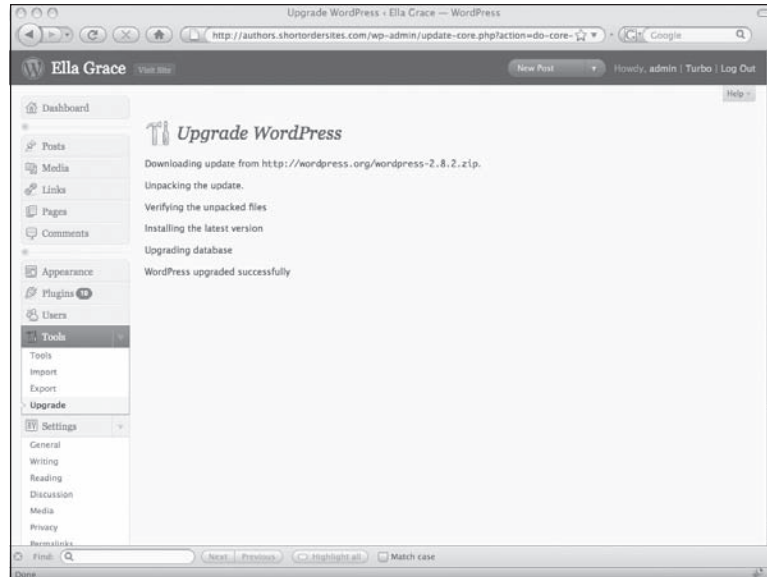 Upgrade WordPress ‹ Ella Grace — WordPress
http://authors.shortordersites.com/wp-admin/update-core.php?action=do-core-
Google
Ella Grace
Visit Site
New Post
Howdy, admin | Turbo | Log Out
Help
Dashboard
Posts
Media
Links
Pages
Comments
Appearance
Plugins
Users
Tools
Tools
Import
Export
Upgrade
Settings
General
Writing
Reading
Discussion
Media
Privacy
Permalinks
Upgrade WordPress
Downloading update from http://wordpress.org/wordpress-2.8.2.zip.
Unpacking the update.
Verifying the unpacked files
Installing the latest version
Upgrading database
WordPress upgraded successfully
Find:
Next Previous
Highlight all
Match case
Done